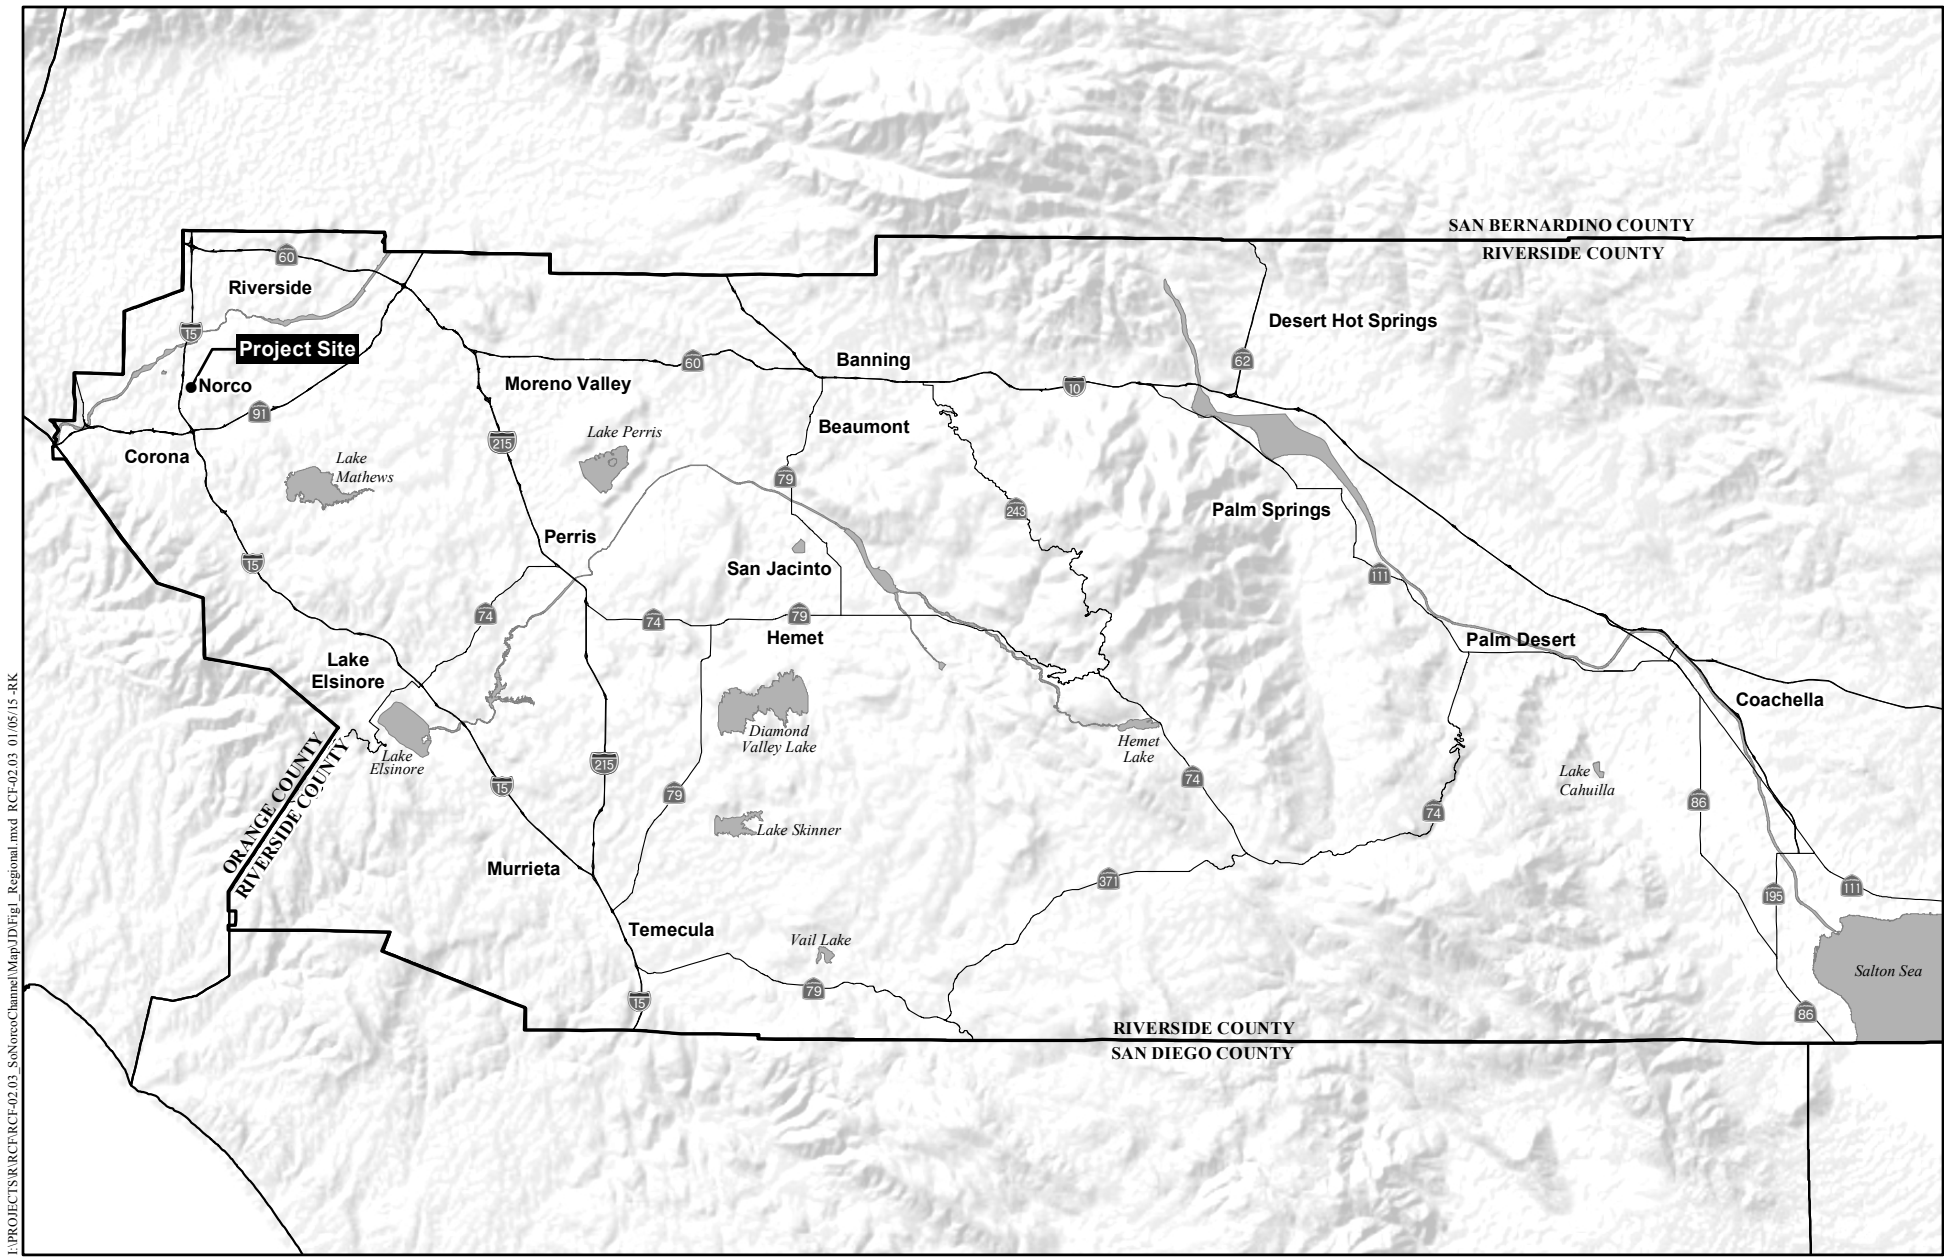 SAN BERNARDINO COUNTY
RIVERSIDE COUNTY
60
Riverside
15
Project Site
Norco
91
Corona
Lake
Mathews
15
Moreno Valley
215
Lake Perris
60
Banning
Beaumont
79
10
243
Desert Hot Springs
62
Palm Springs
111
Perris
San Jacinto
74
74
79
Hemet
Palm Desert
Coachella
Lake
Elsinore
Lake
Elsinore
Diamond
Valley Lake
Hemet
Lake
Lake
Cahuilla
ORANGE COUNTY
RIVERSIDE COUNTY
15
215
79
74
74
86
Lake Skinner
Murrieta
371
195
111
Temecula
Vail Lake
79
15
Salton Sea
86
RIVERSIDE COUNTY
SAN DIEGO COUNTY
I:\PROJECTS\R\RCF\RCF-02.03_SoNorcoChannel\Map\JD\Fig1_Regional.mxd RCF-02.03 01/05/15 -RK